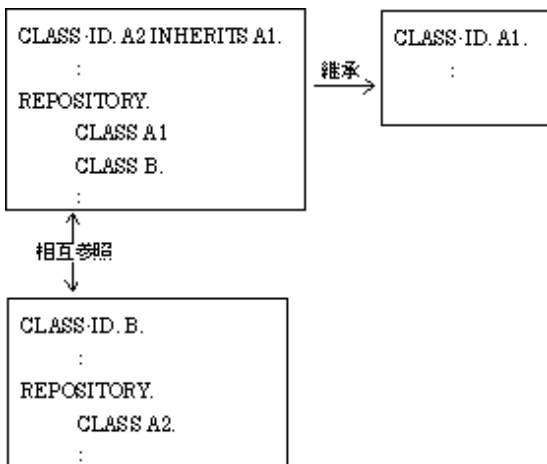 CLASS-ID. A2 INHERITS A1.
:
REPOSITORY.
CLASS A1
CLASS B.
:
継承
CLASS-ID. A1.
:
相互参照
CLASS-ID. B.
:
REPOSITORY.
CLASS A2.
: